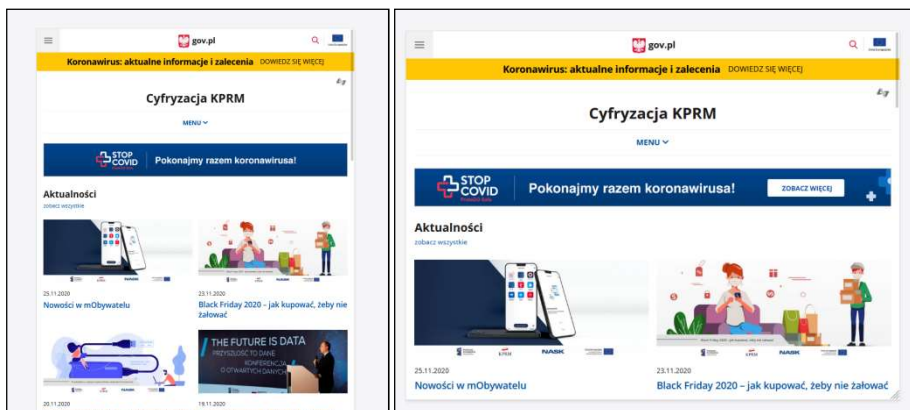 gov.pl
Koronawirus: aktualne informacje i zalecenia DOWIEDZ SIĘ WIĘCEJ
Cyfryzacja KPRM
MENU
STOP COVID Pokonajmy razem koronawirusa!
Aktualności
zobacz wszystkie
25.11.2020
Nowości w mObywatelu
23.11.2020
Black Friday 2020 – jak kupować, żeby nie
żałować
THE FUTURE IS DATA
PRZYSZŁOŚĆ TO DANE
KONFERENCJA
O OTWARTYCH DANYCH
20.11.2020
19.11.2020
gov.pl
Koronawirus: aktualne informacje i zalecenia DOWIEDZ SIĘ WIĘCEJ
Cyfryzacja KPRM
MENU
STOP
COVID
Pokonajmy razem koronawirusa!
ZOBACZ WIĘCEJ
Aktualności
zobacz wszystkie
KPRM NASK
25.11.2020
Nowości w mObywatelu
23.11.2020
Black Friday 2020 – jak kupować, żeby nie żałować